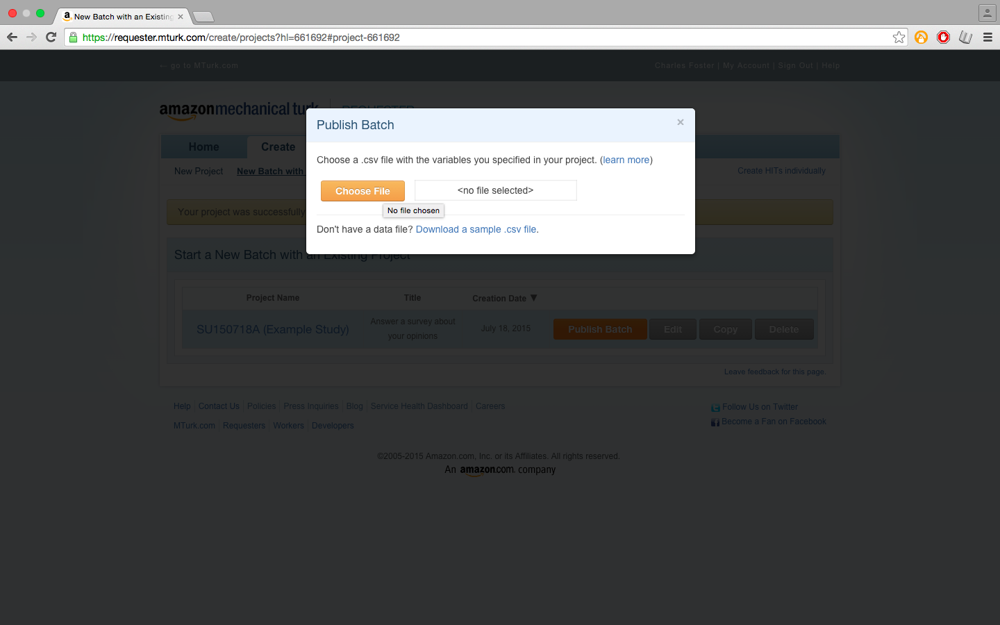 New Batch with an Existing
https://requester.mturk.com/create/projects?hl=661692#project-661692
← go to MTurk.com
Charles Foster | My Account | Sign Out | Help
amazonmechanical turk
REQUESTER
Publish Batch
×
Home
Create
Choose a .csv file with the variables you specified in your project. (learn more)
New Project
New Batch with
Create HITs individually
Choose File
<no file selected>
No file chosen
Your project was successfully
Don't have a data file? Download a sample .csv file.
Start a New Batch with an Existing Project
Project Name
Title
Creation Date ▼
SU150718A (Example Study)
Answer a survey about
your opinions
July 18, 2015
Publish Batch
Edit
Copy
Delete
Leave feedback for this page.
Help | Contact Us | Policies | Press Inquiries | Blog | Service Health Dashboard | Careers
Follow Us on Twitter
MTurk.com | Requesters | Workers | Developers
Become a Fan on Facebook
©2005-2015 Amazon.com, Inc. or its Affiliates. All rights reserved.
An amazon.com. company